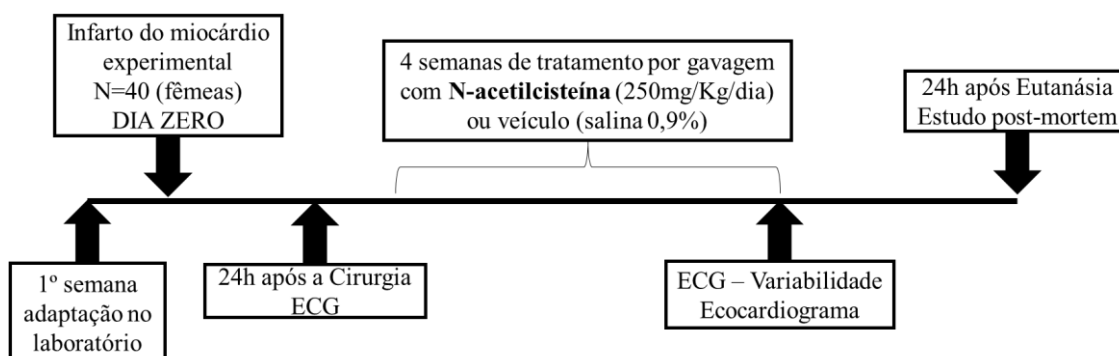 Infarto do miocárdio
experimental
N=40 (fêmeas)
DIA ZERO
4 semanas de tratamento por gavagem
com N-acetilcisteína (250mg/Kg/dia)
ou veículo (salina 0,9%)
24h após Eutanásia
Estudo post-mortem
1º semana
adaptação no
laboratório
24h após a Cirurgia
ECG
ECG – Variabilidade
Ecocardiograma